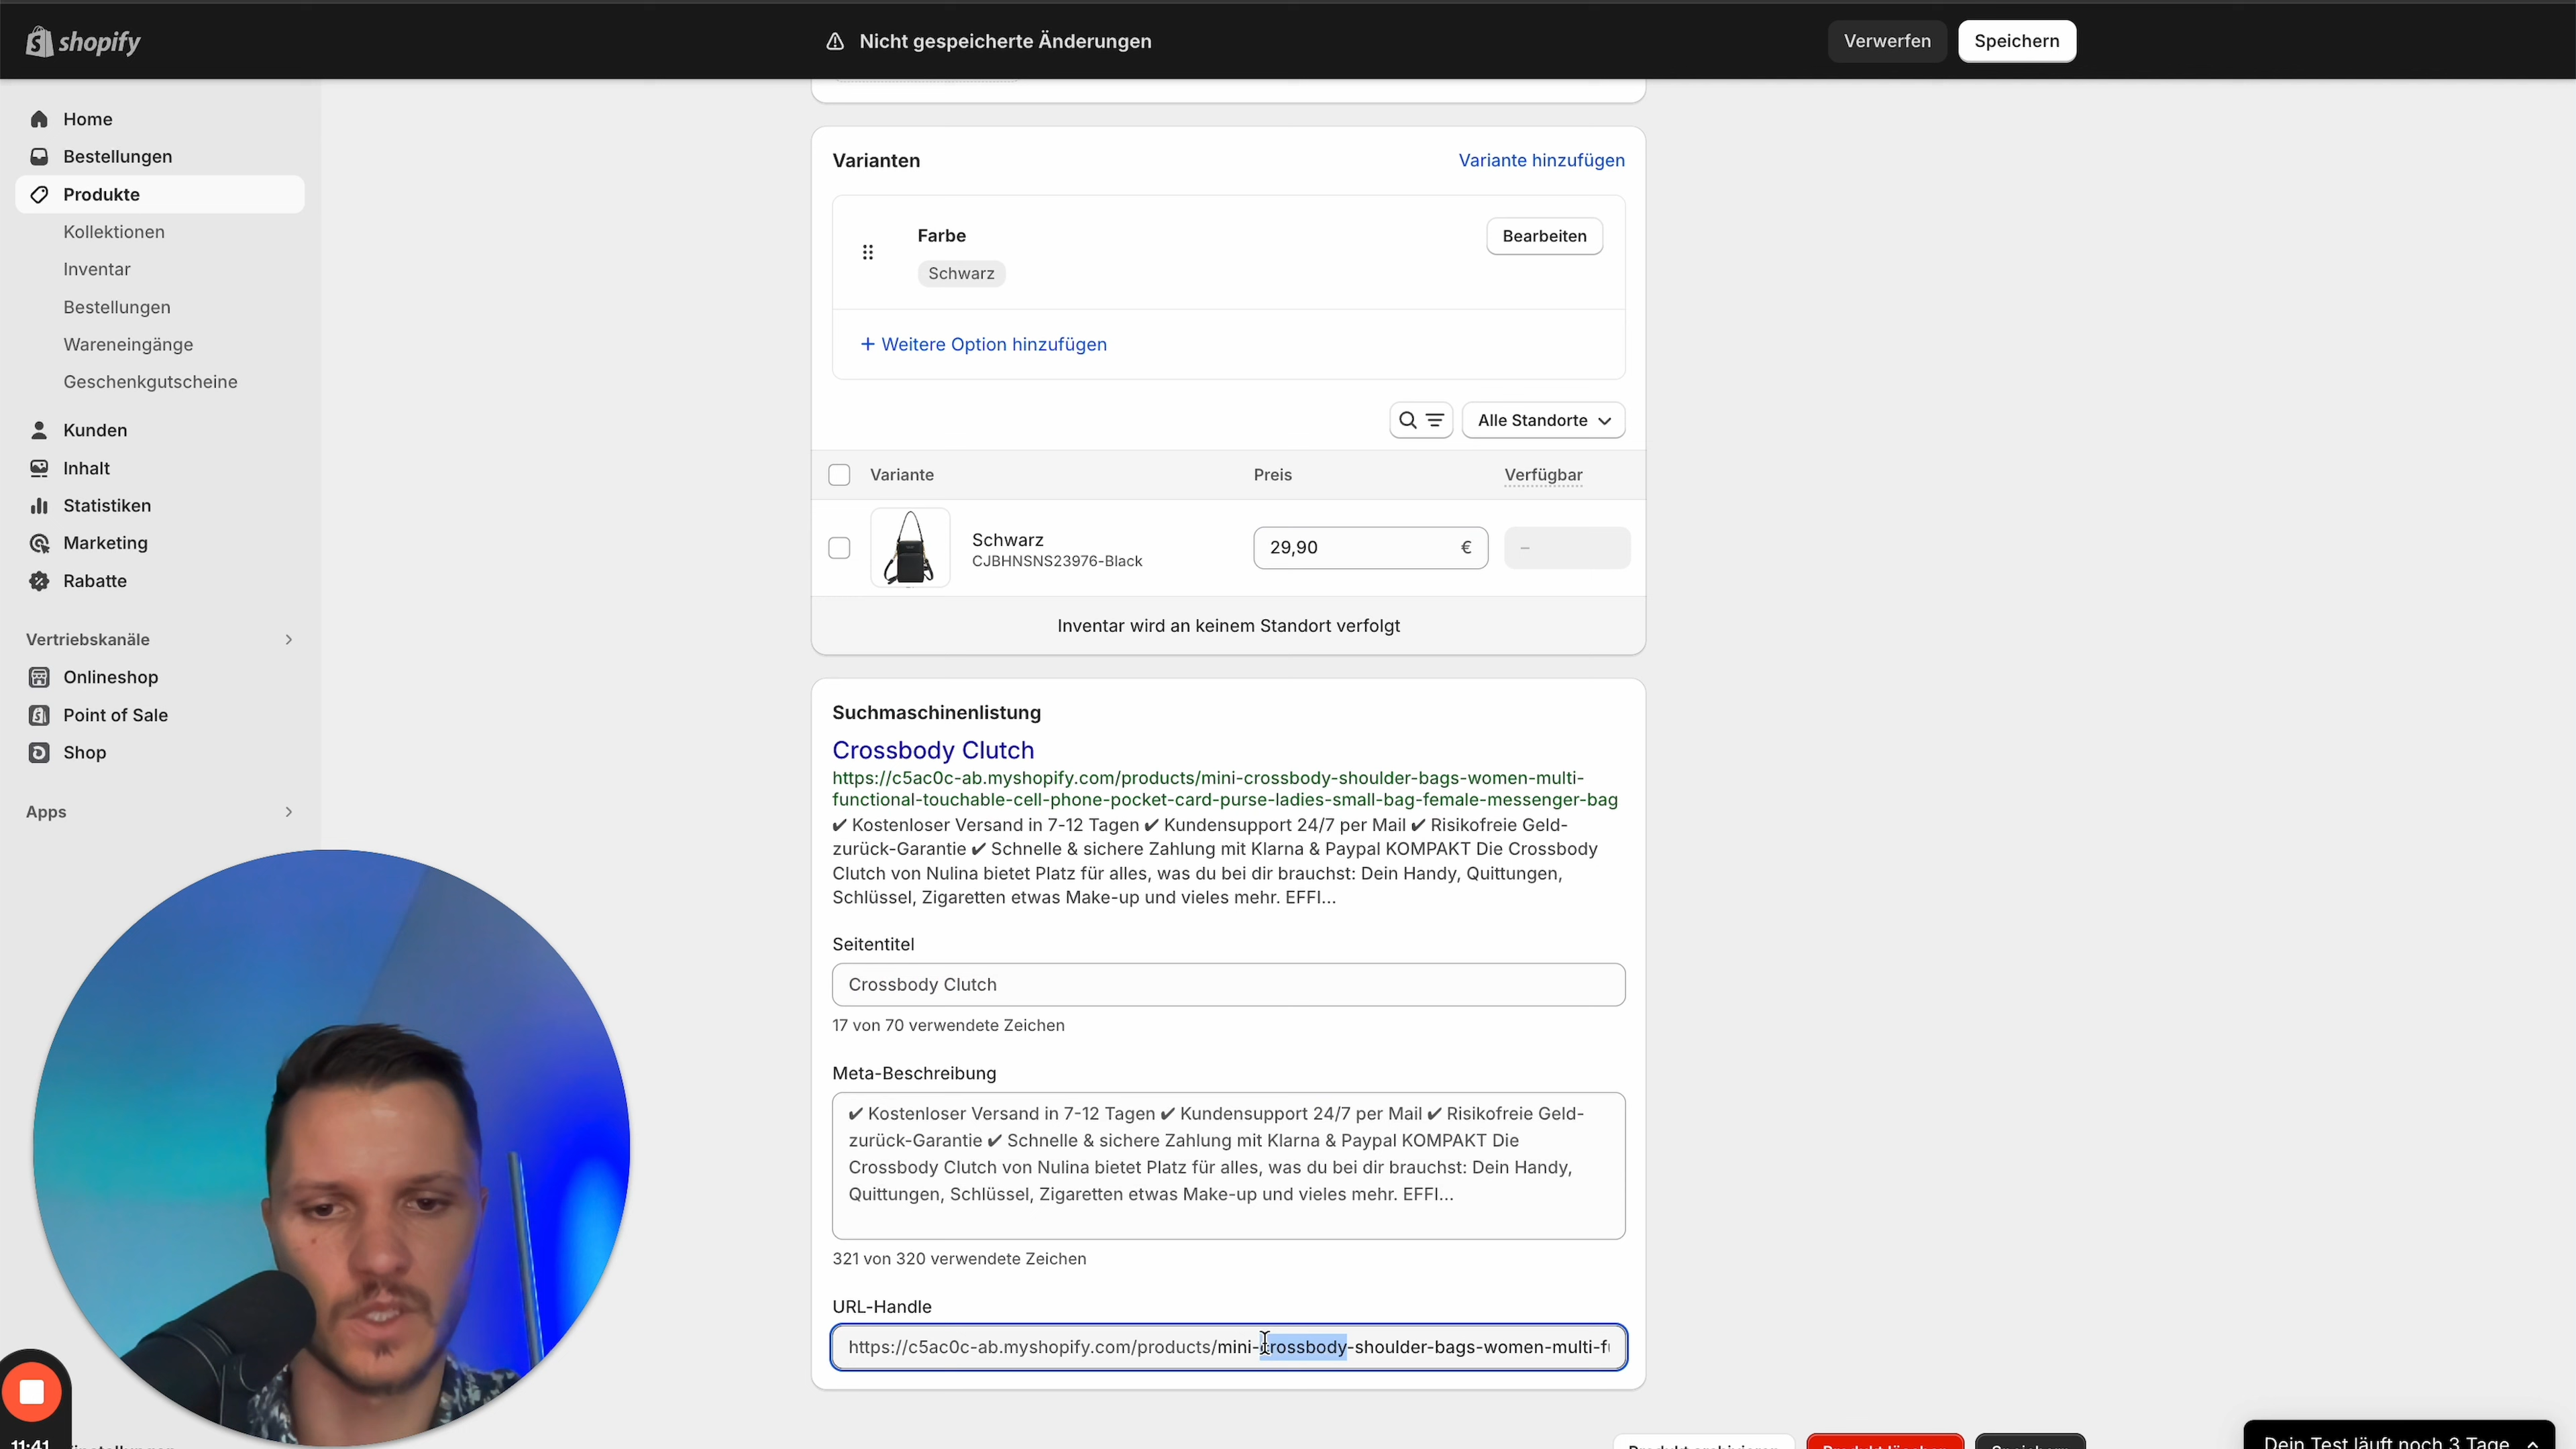 shopify
Nicht gespeicherte Änderungen
Verwerfen
Speichern
Home
Bestellungen
Produkte
Kollektionen
Inventar
Bestellungen
Wareneingänge
Geschenkgutscheine
Kunden
Inhalt
Statistiken
Marketing
Rabatte
Vertriebskanäle
Onlineshop
Point of Sale
Shop
Apps
Varianten
Variante hinzufügen
Farbe
Bearbeiten
Schwarz
+ Weitere Option hinzufügen
Alle Standorte
Variante Preis Verfügbar
Schwarz
CJBHNSNS23976-Black
29,90 €
–
Inventar wird an keinem Standort verfolgt
Suchmaschinenlistung
Crossbody Clutch
https://c5ac0c-ab.myshopify.com/products/mini-crossbody-shoulder-bags-women-multi-
functional-touchable-cell-phone-pocket-card-purse-ladies-small-bag-female-messenger-bag
✔ Kostenloser Versand in 7-12 Tagen ✔ Kundensupport 24/7 per Mail ✔ Risikofreie Geld-
zurück-Garantie ✔ Schnelle & sichere Zahlung mit Klarna & Paypal KOMPAKT Die Crossbody
Clutch von Nulina bietet Platz für alles, was du bei dir brauchst: Dein Handy, Quittungen,
Schlüssel, Zigaretten etwas Make-up und vieles mehr. EFFI...
Seitentitel
Crossbody Clutch
17 von 70 verwendete Zeichen
Meta-Beschreibung
✔ Kostenloser Versand in 7-12 Tagen ✔ Kundensupport 24/7 per Mail ✔ Risikofreie Geld-
zurück-Garantie ✔ Schnelle & sichere Zahlung mit Klarna & Paypal KOMPAKT Die
Crossbody Clutch von Nulina bietet Platz für alles, was du bei dir brauchst: Dein Handy,
Quittungen, Schlüssel, Zigaretten etwas Make-up und vieles mehr. EFFI...
321 von 320 verwendete Zeichen
URL-Handle
https://c5ac0c-ab.myshopify.com/products/mini-crossbody-shoulder-bags-women-multi-f
11:41
Dein Test läuft noch 3 Tage